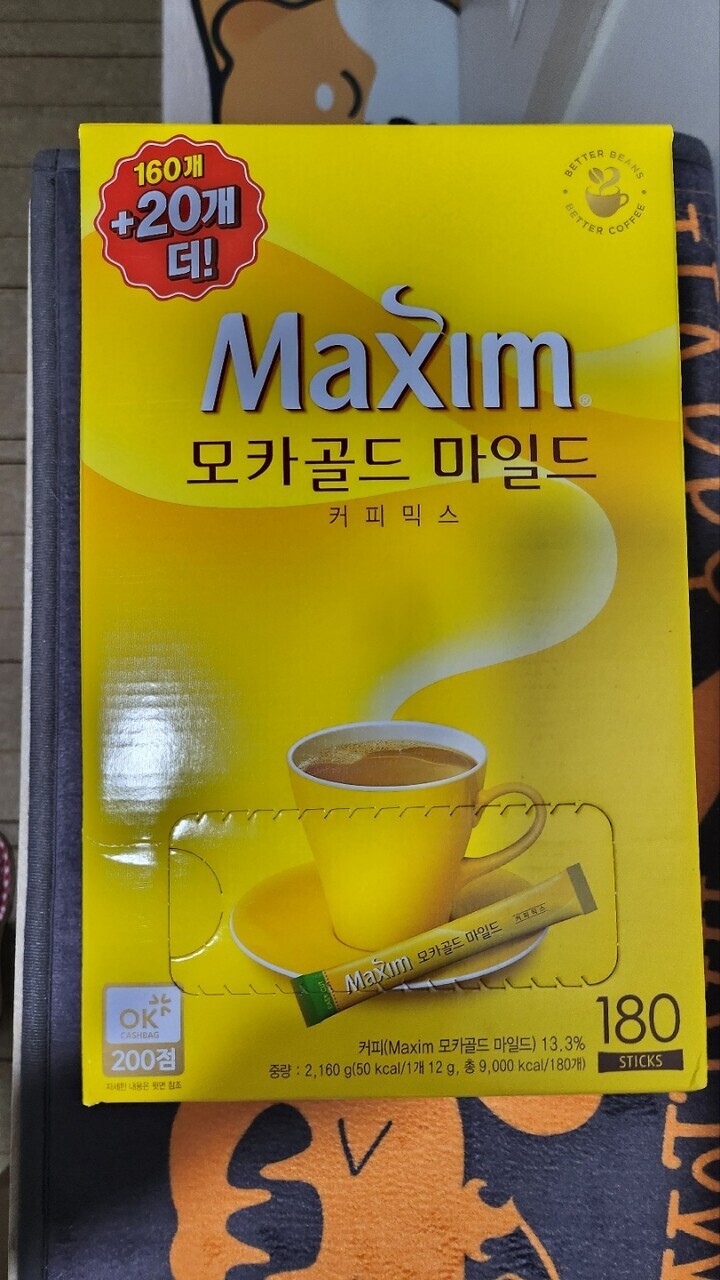 160개
+20개
더!
BETTER BEANS
BETTER COFFEE
Maxim®
모카골드 마일드
커피믹스
Maxim 모카골드 마일드 커피믹스
OK
CASHBAG
200점
자세한 내용은 뒷면 참조
180
STICKS
커피(Maxim 모카골드 마일드) 13.3%
중량 : 2,160 g(50 kcal/1개 12 g, 총 9,000 kcal/180개)